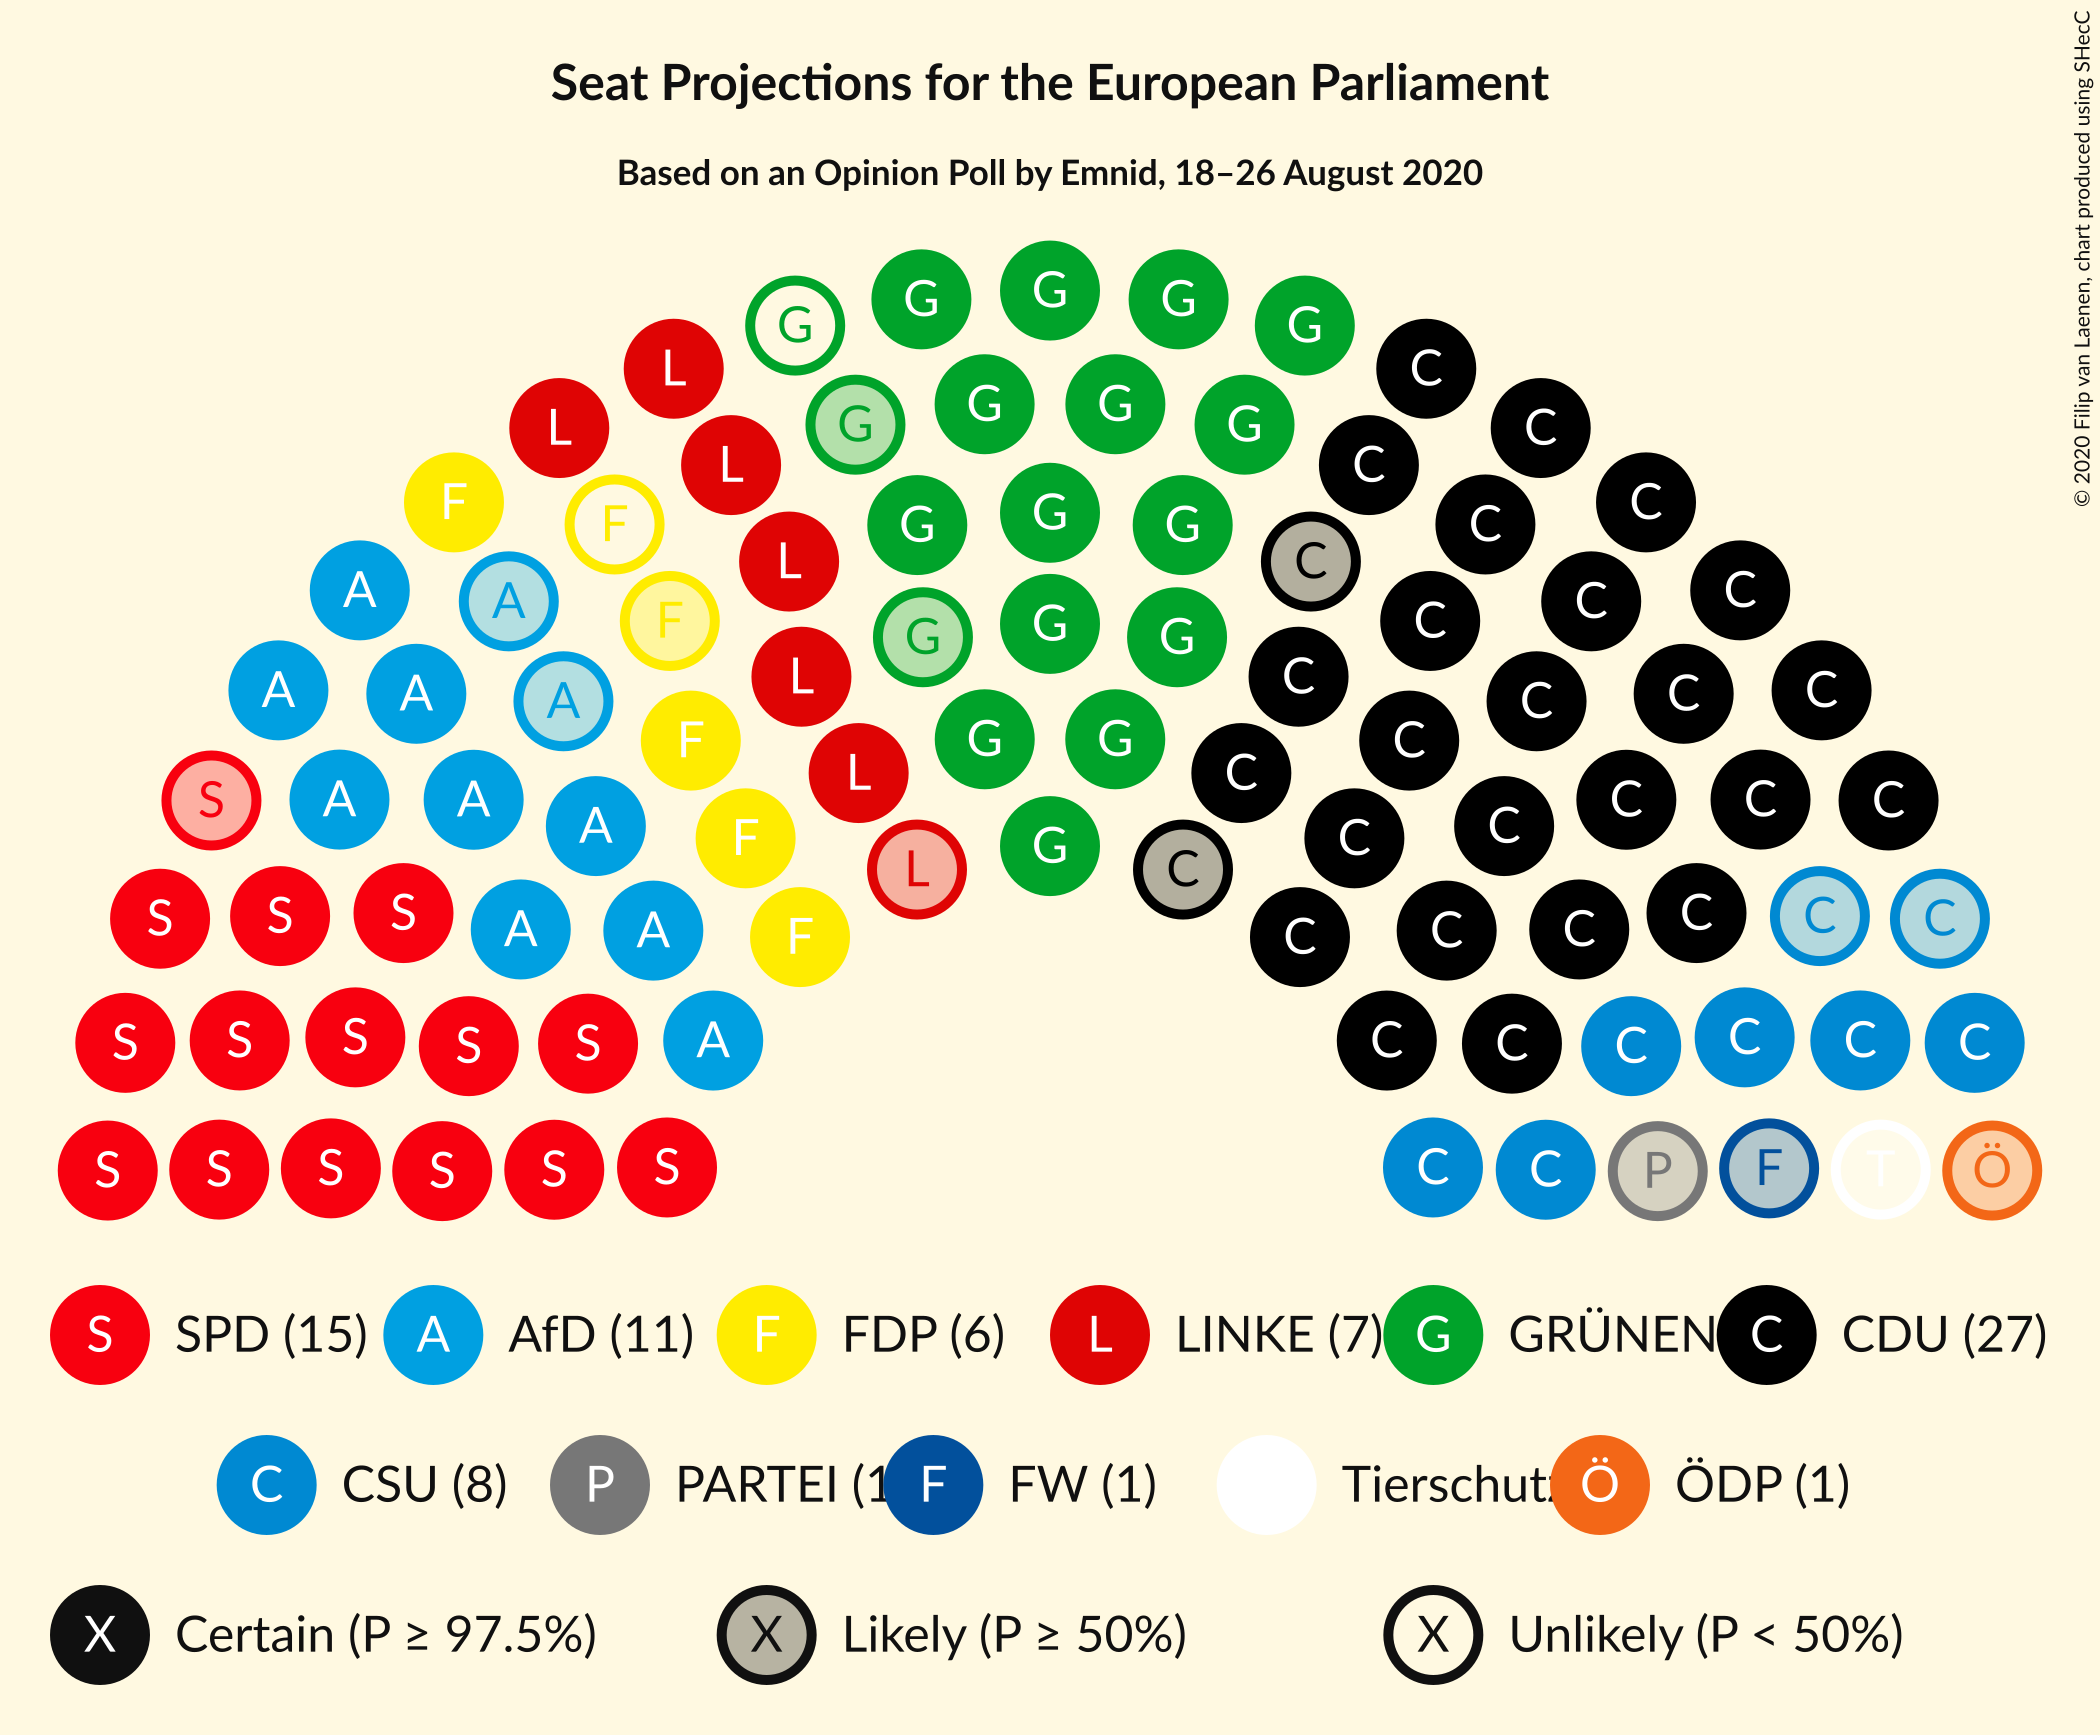 Seat Projections for the European Parliament
Based on an Opinion Poll by Emnid, 18–26 August 2020
© 2020 Filip van Laenen, chart produced using SHecC
G G G G G
L G G G G C
L L G G G C C
F F L G G G C C C
A A F L G G G C C C C
A A A F L G G C C C C C
S A A A F L G C C C C C C
S S S A A F L C C C C C C C
S S S S S A C C C C C C
S S S S S S C C P F T Ö
S SPD (15) A AfD (11) F FDP (6) L LINKE (7) G GRÜNEN C CDU (27)
C CSU (8) P PARTEI (1 F FW (1) Tierschutz Ö ÖDP (1)
X Certain (P ≥ 97.5%) X Likely (P ≥ 50%) X Unlikely (P < 50%)